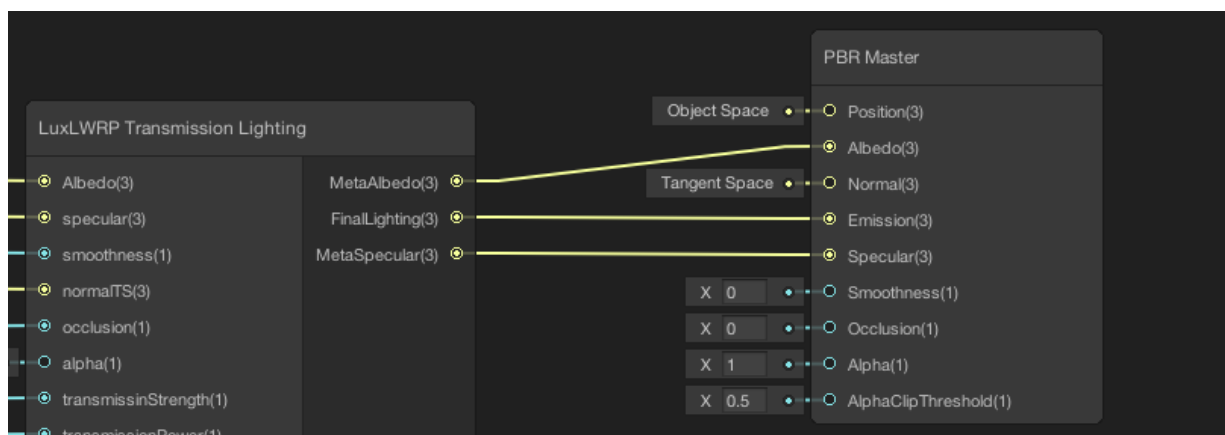 PBR Master
Object Space
Position(3)
Albedo(3)
Tangent Space
Normal(3)
Emission(3)
Specular(3)
X 0
Smoothness(1)
X 0
Occlusion(1)
X 1
Alpha(1)
X 0.5
AlphaClipThreshold(1)
LuxLWRP Transmission Lighting
Albedo(3)
MetaAlbedo(3)
specular(3)
FinalLighting(3)
smoothness(1)
MetaSpecular(3)
normalTS(3)
occlusion(1)
alpha(1)
transmissinStrength(1)
transmissionPower(1)